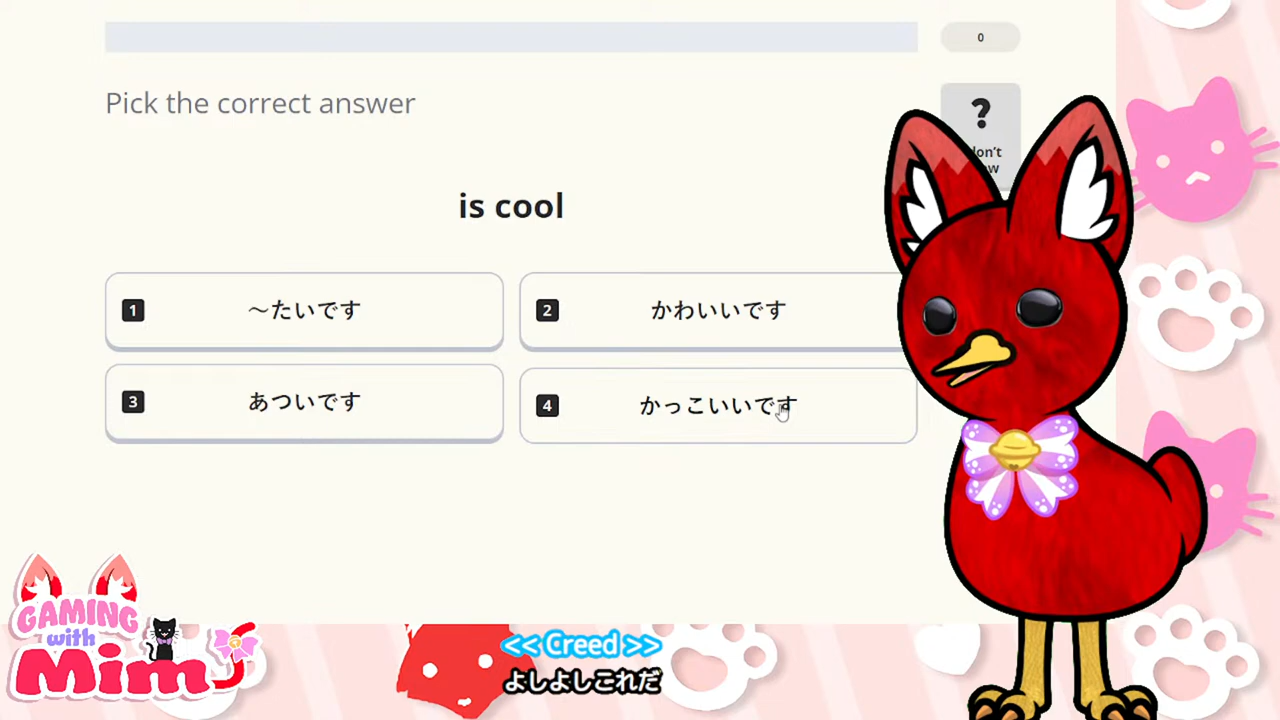 0
Pick the correct answer
?
is cool
1 ～たいです
2 かわいいです
3 あついです
4 かっこいいです
GAMING
with
Mim
<< Creed >>
よしよしこれだ